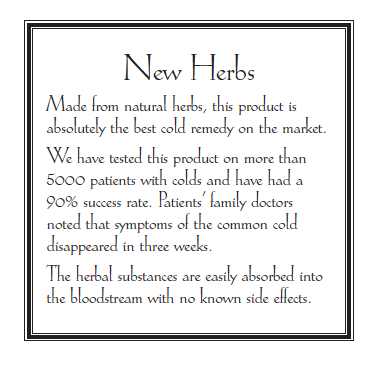 New Herbs
Made from natural herbs, this product is
absolutely the best cold remedy on the market.
We have tested this product on more than
5000 patients with colds and have had a
90% success rate. Patients' family doctors
noted that symptoms of the common cold
disappeared in three weeks.
The herbal substances are easily absorbed into
the bloodstream with no known side effects.